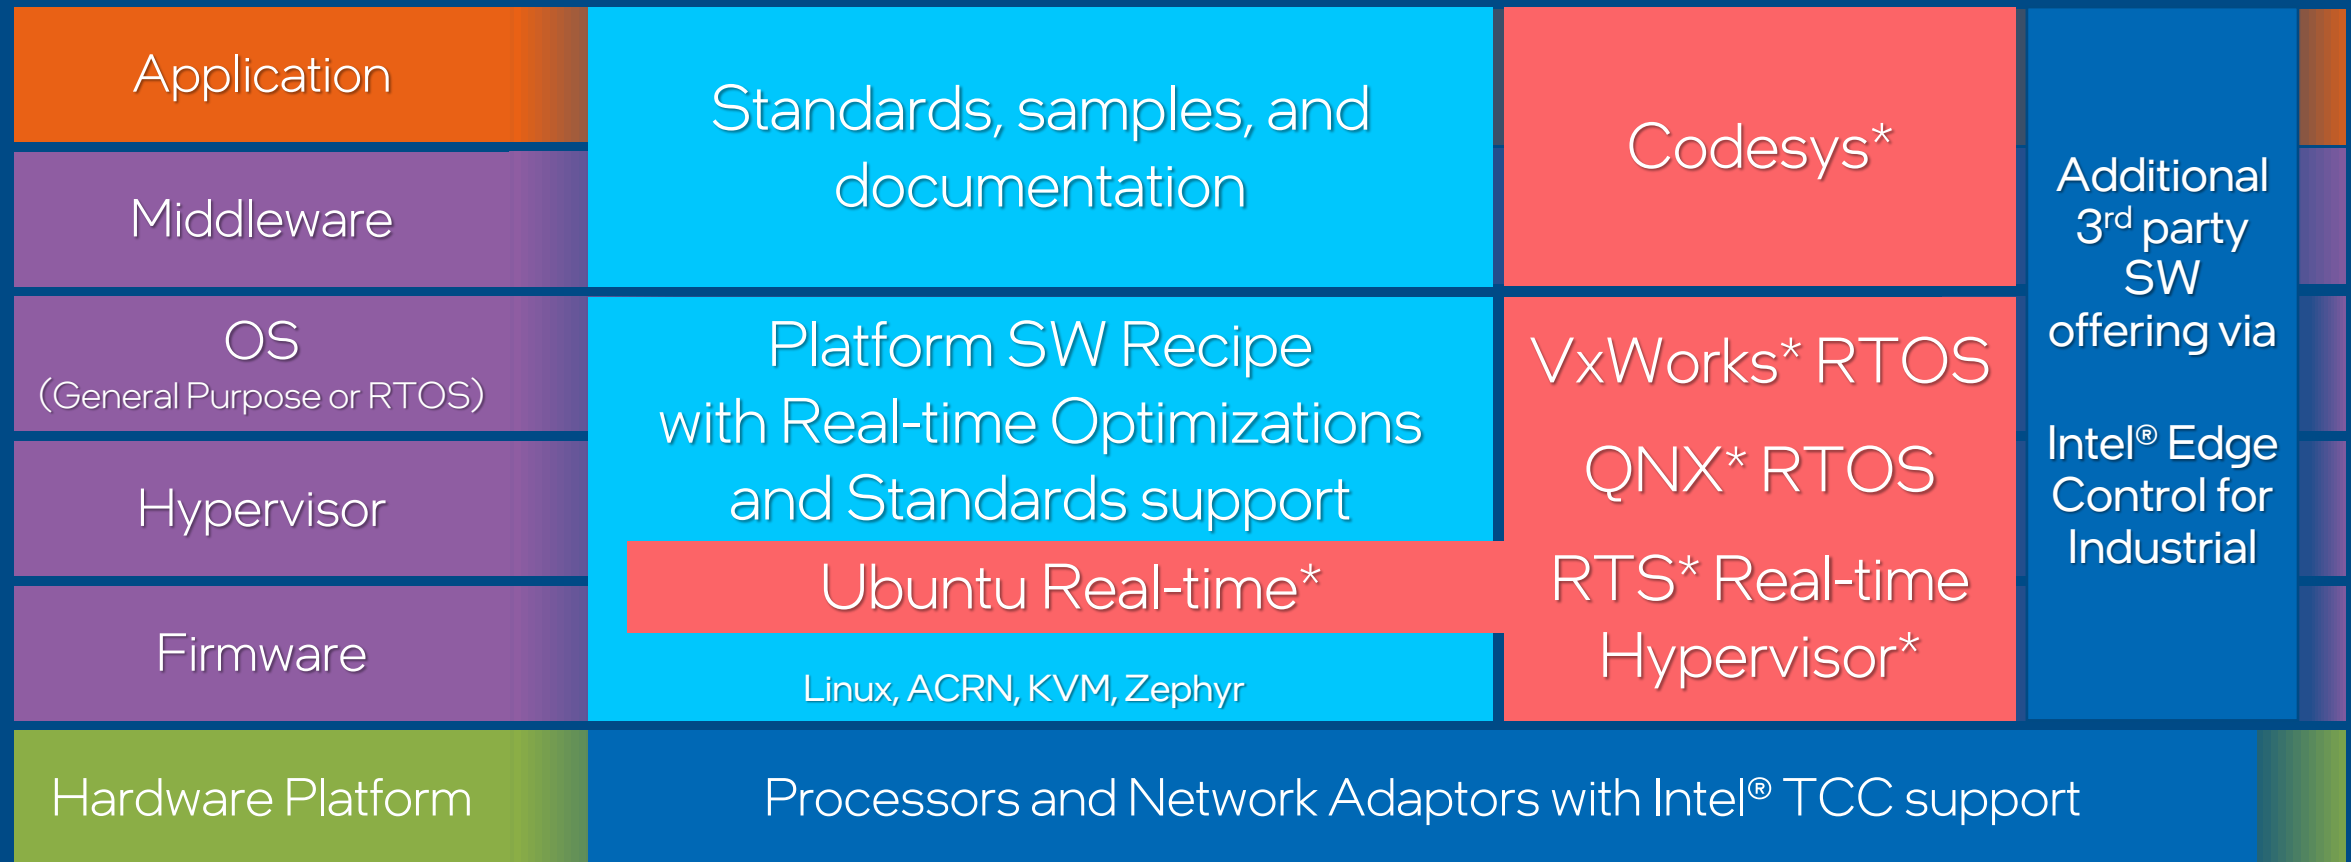 Application
Middleware
OS
(General Purpose or RTOS)
Hypervisor
Firmware
Hardware Platform
Standards, samples, and
documentation
Platform SW Recipe
with Real-time Optimizations
and Standards support
Ubuntu Real-time*
Linux, ACRN, KVM, Zephyr
Codesys*
VxWorks* RTOS
QNX* RTOS
RTS* Real-time
Hypervisor*
Additional
3rd party
SW
offering via
Intel® Edge
Control for
Industrial
Processors and Network Adaptors with Intel® TCC support